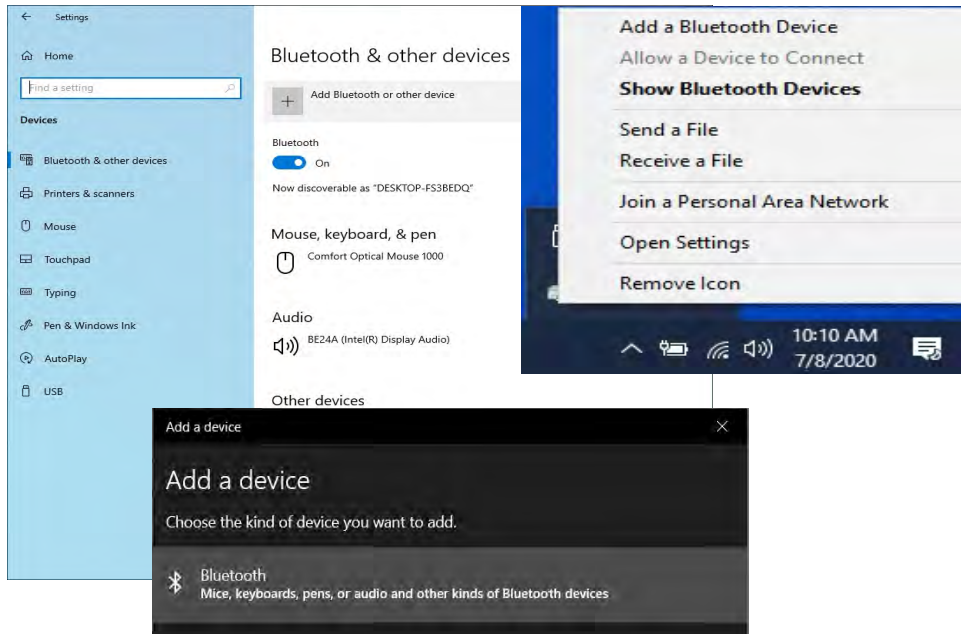 Settings
Home
Find a setting
Devices
Bluetooth & other devices
Printers & scanners
Mouse
Touchpad
Typing
Pen & Windows Ink
AutoPlay
USB
Bluetooth & other devices
Add Bluetooth or other device
Bluetooth
On
Now discoverable as "DESKTOP-FS3BEDQ"
Mouse, keyboard, & pen
Comfort Optical Mouse 1000
Audio
BE24A (Intel(R) Display Audio)
Other devices
Add a Bluetooth Device
Allow a Device to Connect
Show Bluetooth Devices
Send a File
Receive a File
Join a Personal Area Network
Open Settings
Remove Icon
10:10 AM
7/8/2020
Add a device
Add a device
Choose the kind of device you want to add.
Bluetooth
Mice, keyboards, pens, or audio and other kinds of Bluetooth devices